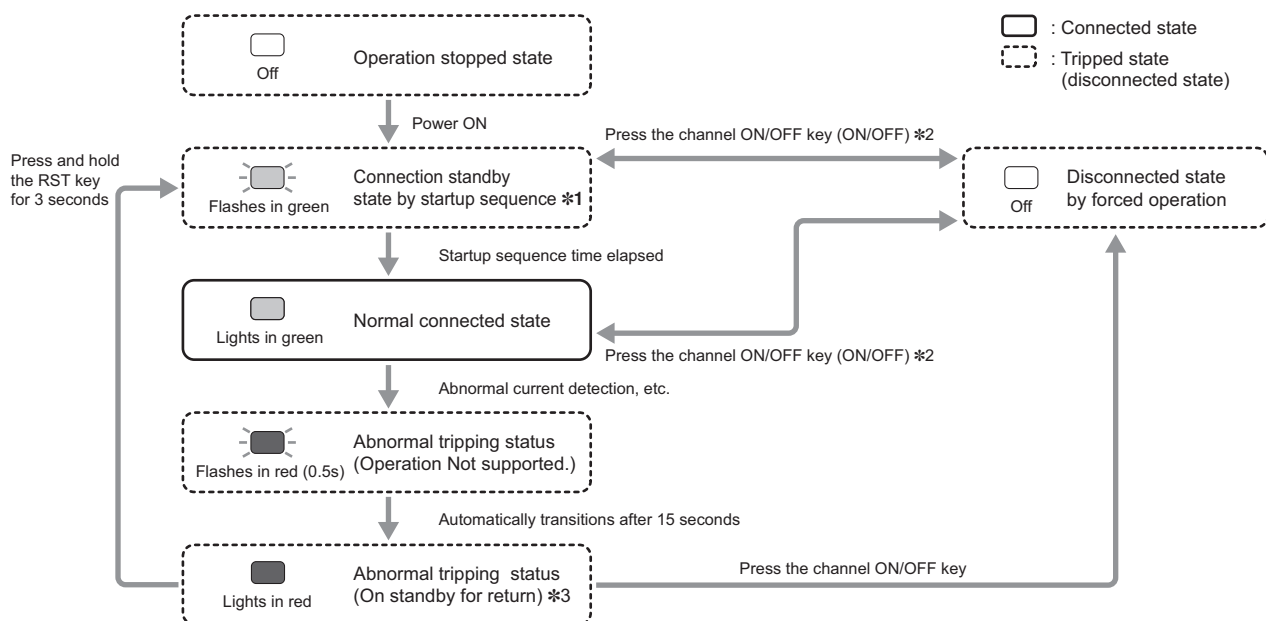 Operation stopped state
Off
: Connected state
: Tripped state
(disconnected state)
Power ON
Press the channel ON/OFF key (ON/OFF) ✻2
Press and hold
the RST key
for 3 seconds
Connection standby
state by startup sequence ✻1
Flashes in green
Disconnected state
by forced operation
Off
Startup sequence time elapsed
Normal connected state
Lights in green
Press the channel ON/OFF key (ON/OFF) ✻2
Abnormal current detection, etc.
Abnormal tripping status
(Operation Not supported.)
Flashes in red (0.5s)
Automatically transitions after 15 seconds
Abnormal tripping status
(On standby for return) ✻3
Lights in red
Press the channel ON/OFF key